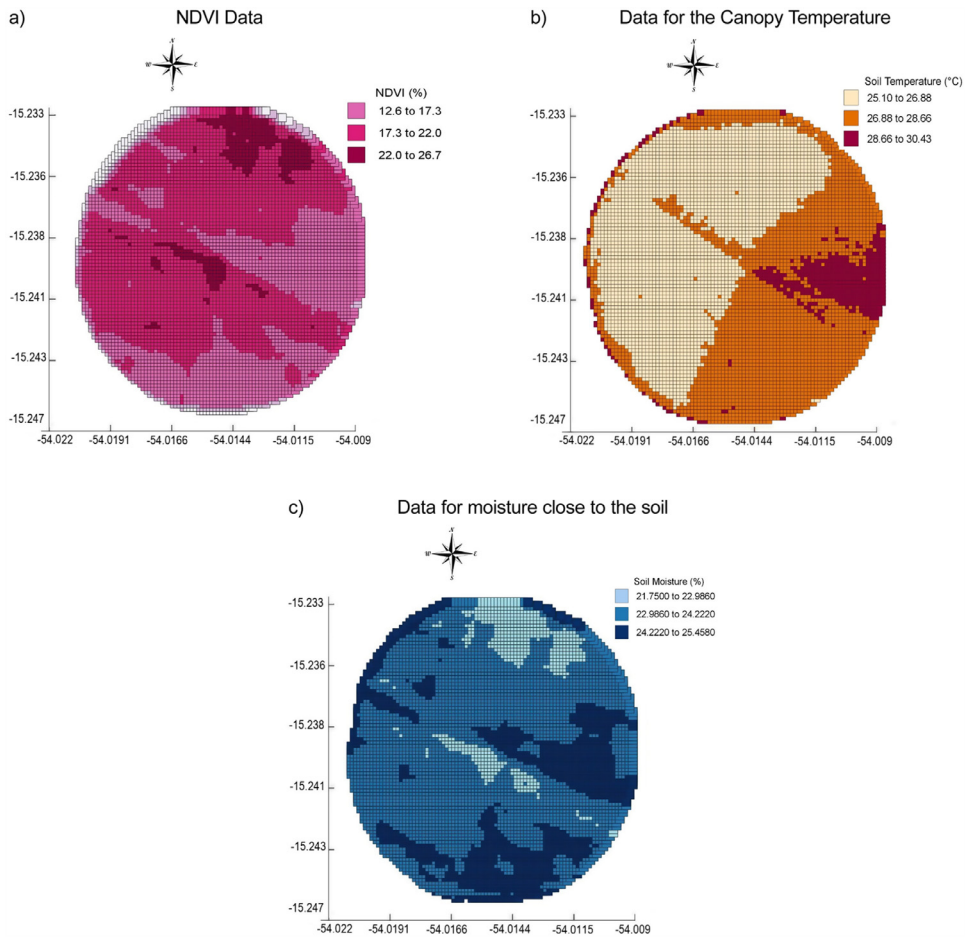 a) NDVI Data
N
w
E
S
NDVI (%)
12.6 to 17.3
17.3 to 22.0
22.0 to 26.7
-15.233
-15.236
-15.238
-15.241
-15.243
-15.247
-54.022 -54.0191 -54.0166 -54.0144 -54.0115 -54.009
b) Data for the Canopy Temperature
N
w
E
S
Soil Temperature (°C)
25.10 to 26.88
26.88 to 28.66
28.66 to 30.43
-15.233
-15.236
-15.238
-15.241
-15.243
-15.247
-54.022 -54.0191 -54.0166 -54.0144 -54.0115 -54.009
c) Data for moisture close to the soil
N
w
E
S
Soil Moisture (%)
21.7500 to 22.9860
22.9860 to 24.2220
24.2220 to 25.4580
-15.233
-15.236
-15.238
-15.241
-15.243
-15.247
-54.022 -54.0191 -54.0166 -54.0144 -54.0115 -54.009